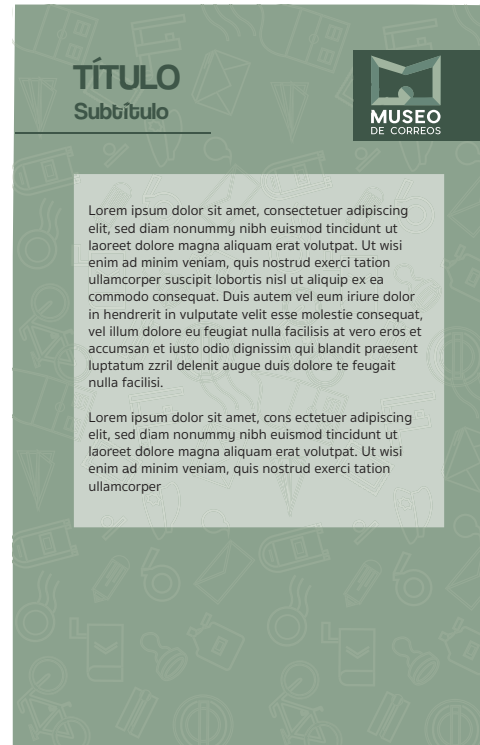 TÍTULO
Subtítulo
MUSEO
DE CORREOS
Lorem ipsum dolor sit amet, consectetuer adipiscing
elit, sed diam nonummy nibh euismod tincidunt ut
laoreet dolore magna aliquam erat volutpat. Ut wisi
enim ad minim veniam, quis nostrud exerci tation
ullamcorper suscipit lobortis nisl ut aliquip ex ea
commodo consequat. Duis autem vel eum iriure dolor
in hendrerit in vulputate velit esse molestie consequat,
vel illum dolore eu feugiat nulla facilisis at vero eros et
accumsan et iusto odio dignissim qui blandit praesent
luptatum zzril delenit augue duis dolore te feugait
nulla facilisi.
Lorem ipsum dolor sit amet, cons ectetuer adipiscing
elit, sed diam nonummy nibh euismod tincidunt ut
laoreet dolore magna aliquam erat volutpat. Ut wisi
enim ad minim veniam, quis nostrud exerci tation
ullamcorper